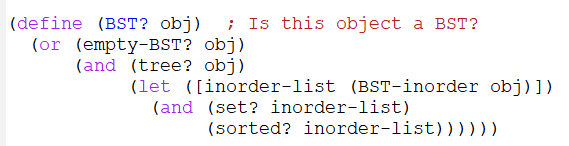 (define (BST? obj)  ; Is this object a BST?
  (or (empty-BST? obj)
      (and (tree? obj)
           (let ([inorder-list (BST-inorder obj)])
             (and (set? inorder-list)
                  (sorted? inorder-list))))))